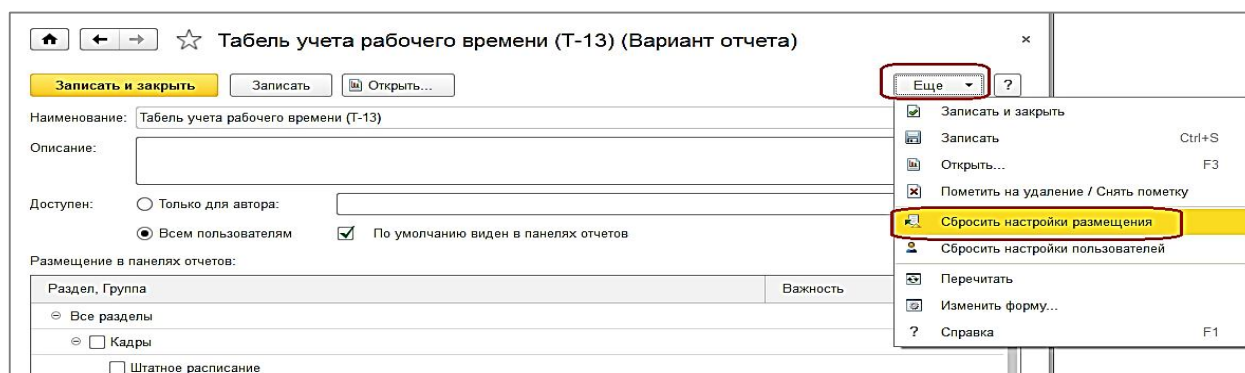 Табель учета рабочего времени (Т-13) (Вариант отчета)
Записать и закрыть Записать Открыть... Еще ?
Наименование: Табель учета рабочего времени (Т-13)
Описание:
Доступен: Только для автора:
Всем пользователям По умолчанию виден в панелях отчетов
Размещение в панелях отчетов:
Раздел, Группа Важность
Все разделы
Кадры
Штатное расписание
Записать и закрыть
Записать Ctrl+S
Открыть... F3
Пометить на удаление / Снять пометку
Сбросить настройки размещения
Сбросить настройки пользователей
Перечитать
Изменить форму...
? Справка F1